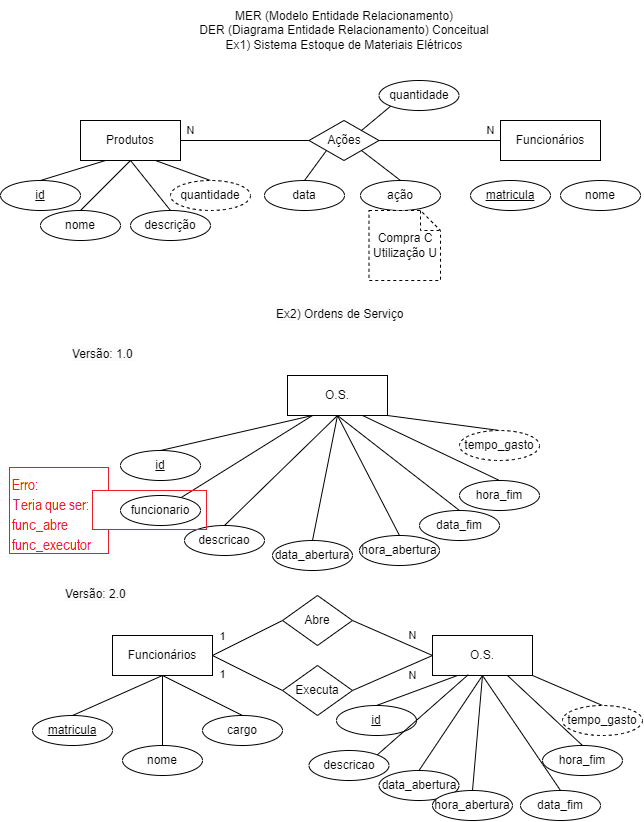 MER (Modelo Entidade Relacionamento)
DER (Diagrama Entidade Relacionamento) Conceitual
Ex1) Sistema Estoque de Materiais Elétricos
quantidade
Produtos
N
Ações
N
Funcionários
id
quantidade
data
ação
matricula
nome
nome
descrição
Compra C
Utilização U
Ex2) Ordens de Serviço
Versão: 1.0
O.S.
tempo_gasto
id
hora_fim
Erro:
Teria que ser:
func_abre
func_executor
funcionario
data_fim
descricao
data_abertura
hora_abertura
Versão: 2.0
Abre
1
N
Funcionários
O.S.
1
N
Executa
matricula
cargo
id
tempo_gasto
nome
descricao
hora_fim
data_abertura
hora_abertura
data_fim